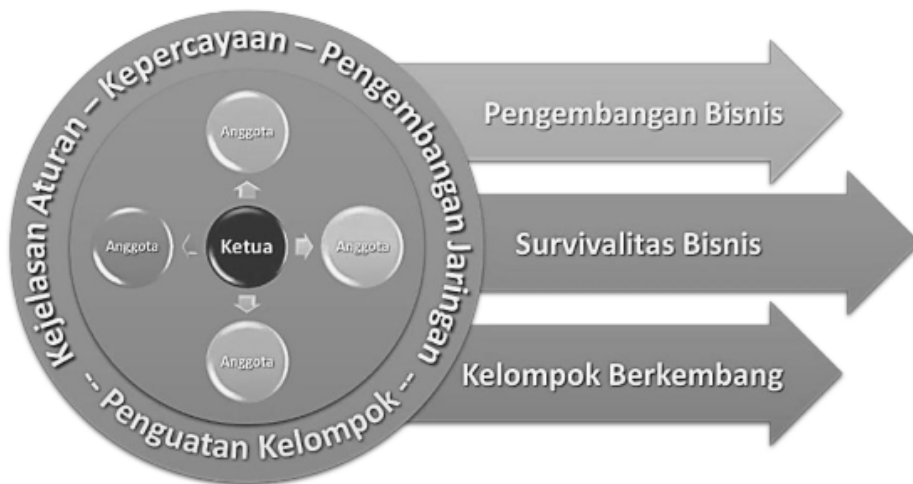 Kejelasan Aturan – Kepercayaan – Pengembangan Jaringan
-- Penguatan Kelompok --
Anggota
Anggota
Ketua
Anggota
Anggota
Pengembangan Bisnis
Survivalitas Bisnis
Kelompok Berkembang